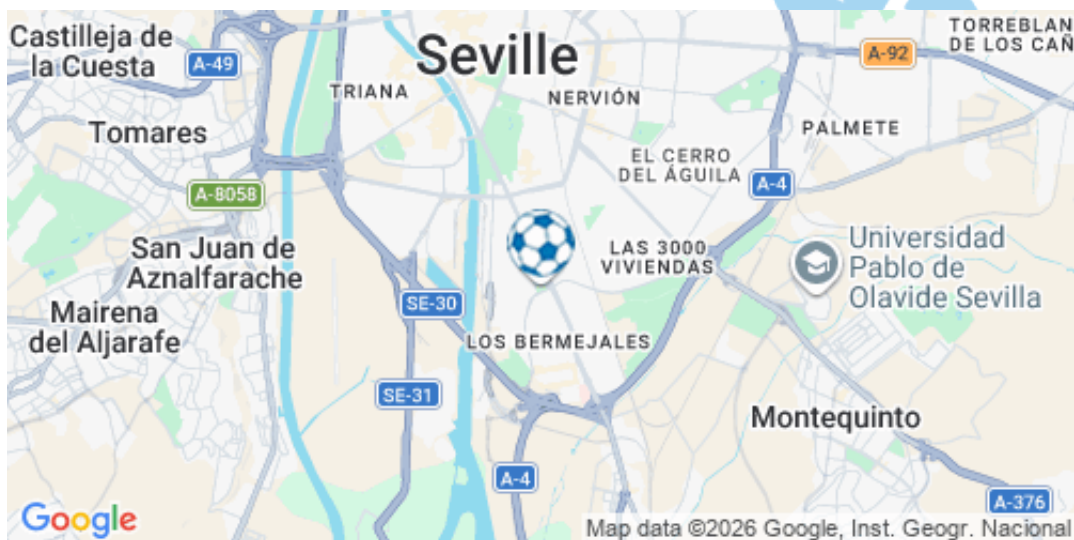 Castilleja de
la Cuesta
A-49
Seville
TORREBLAN
DE LOS CAÑ
A-92
TRIANA
NERVIÓN
Tomares
PALMETE
EL CERRO
DEL ÁGUILA
A-4
A-8058
San Juan de
Aznalfarache
LAS 3000
VIVIENDAS
Universidad
Pablo de
Olavide Sevilla
SE-30
Mairena
del Aljarafe
LOS BERMEJALES
SE-31
Montequinto
A-4
A-376
Google
Map data ©2026 Google, Inst. Geogr. Nacional